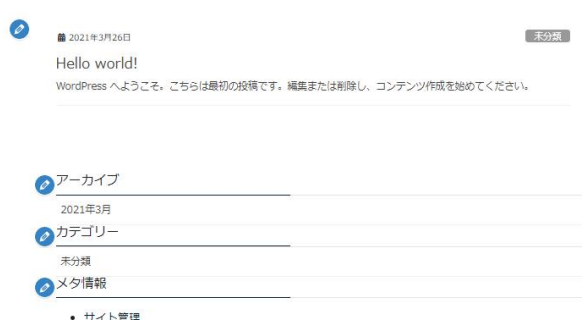 2021年3月26日
未分類
Hello world!
WordPress へようこそ。こちらは最初の投稿です。編集または削除し、コンテンツ作成を始めてください。
アーカイブ
2021年3月
カテゴリー
未分類
メタ情報
サイト管理